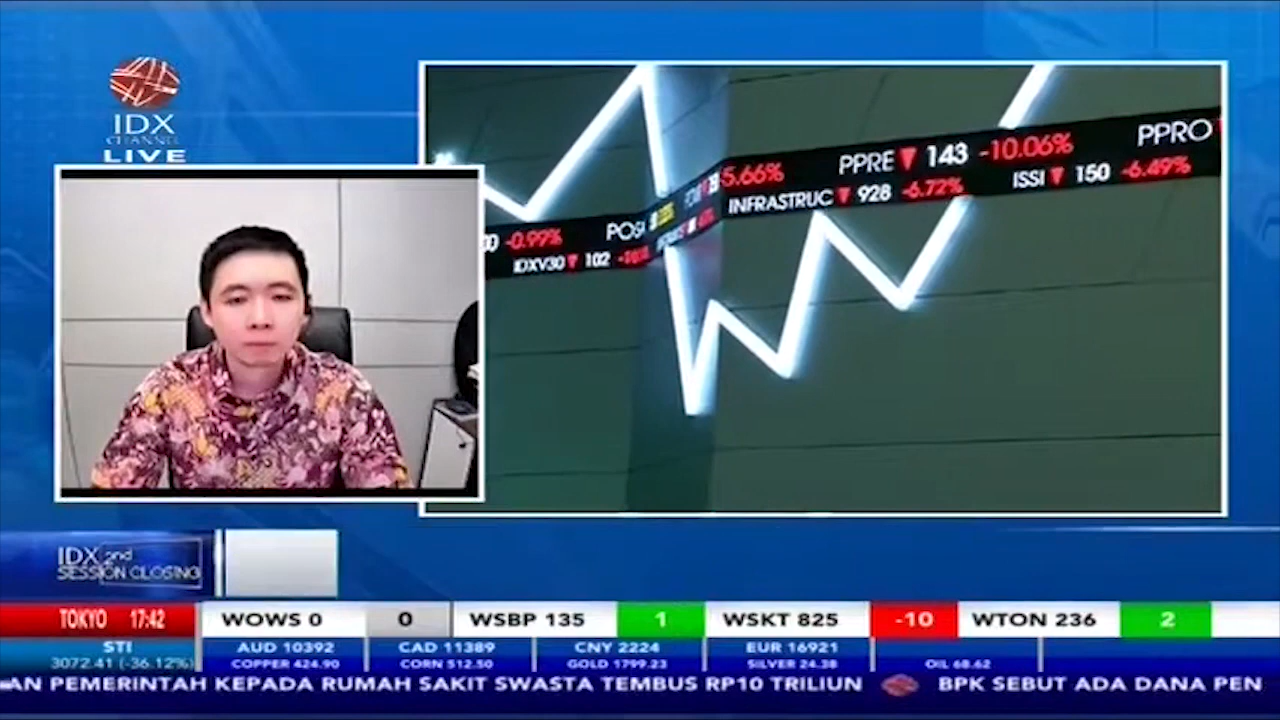 IDX
CHANNEL
LIVE
PPRO
PPRE 143 -10.06%
5.66%
ISSI 150 -6.49%
INFRASTRUC 928 -6.72%
-0.99%
IDXV30 102
IDX and
SESSION CLOSING
TOKYO 17:42
WOWS 0 0 WSBP 135 1 WSKT 825 -10 WTON 236 2
STI AUD 10392 CAD 11389 CNY 2224 EUR 16921
3072.41 (-36.12%) COPPER 424.90 CORN 512.50 GOLD 1799.23 SILVER 24.38 OIL 68.62
AN PEMERINTAH KEPADA RUMAH SAKIT SWASTA TEMBUS RP10 TRILIUN BPK SEBUT ADA DANA PEN